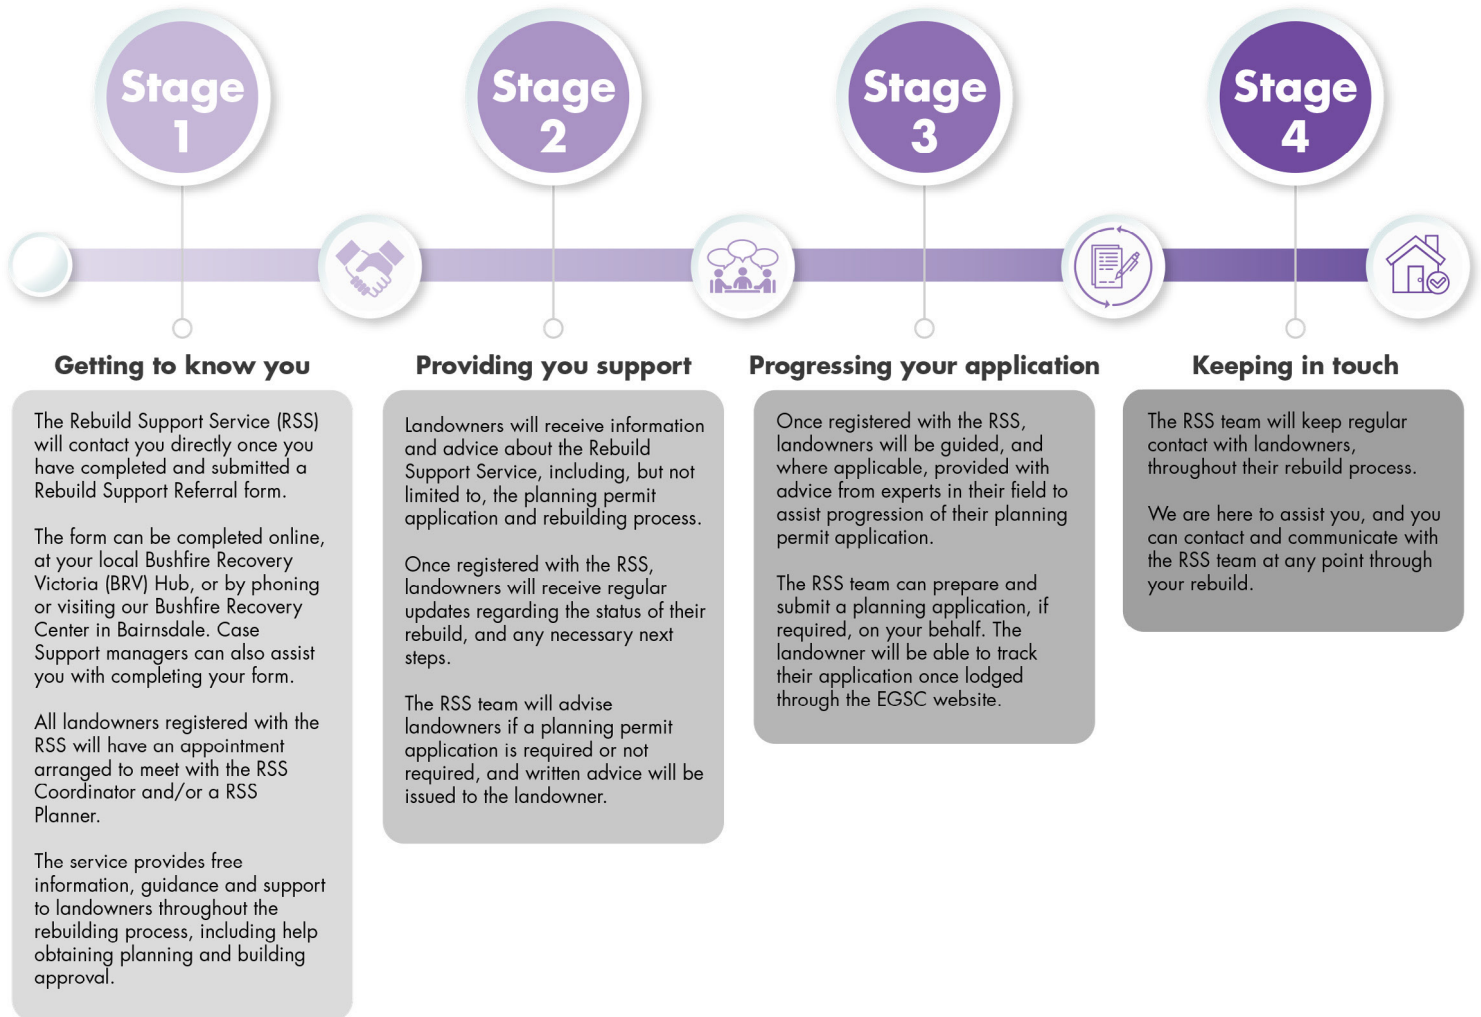 Stage
1
Stage
2
Stage
3
Stage
4
Getting to know you
The Rebuild Support Service (RSS)
will contact you directly once you
have completed and submitted a
Rebuild Support Referral form.
The form can be completed online,
at your local Bushfire Recovery
Victoria (BRV) Hub, or by phoning
or visiting our Bushfire Recovery
Center in Bairnsdale. Case
Support managers can also assist
you with completing your form.
All landowners registered with the
RSS will have an appointment
arranged to meet with the RSS
Coordinator and/or a RSS
Planner.
The service provides free
information, guidance and support
to landowners throughout the
rebuilding process, including help
obtaining planning and building
approval.
Providing you support
Landowners will receive information
and advice about the Rebuild
Support Service, including, but not
limited to, the planning permit
application and rebuilding process.
Once registered with the RSS,
landowners will receive regular
updates regarding the status of their
rebuild, and any necessary next
steps.
The RSS team will advise
landowners if a planning permit
application is required or not
required, and written advice will be
issued to the landowner.
Progressing your application
Once registered with the RSS,
landowners will be guided, and
where applicable, provided with
advice from experts in their field to
assist progression of their planning
permit application.
The RSS team can prepare and
submit a planning application, if
required, on your behalf. The
landowner will be able to track
their application once lodged
through the EGSC website.
Keeping in touch
The RSS team will keep regular
contact with landowners,
throughout their rebuild process.
We are here to assist you, and you
can contact and communicate with
the RSS team at any point through
your rebuild.